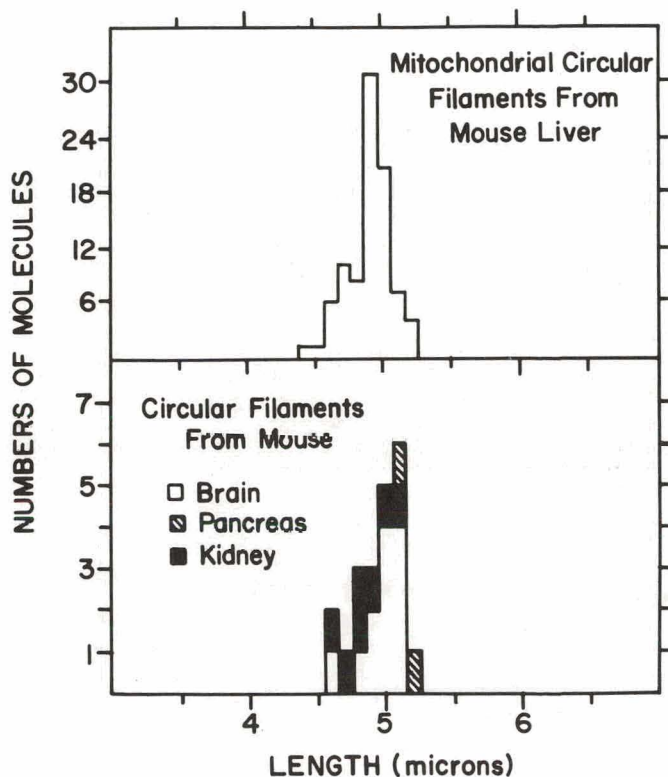 Mitochondrial Circular
Filaments From
Mouse Liver
30
24
18
12
6
NUMBERS OF MOLECULES
Circular Filaments
From Mouse
Brain
Pancreas
Kidney
7
5
3
1
4 5 6
LENGTH (microns)